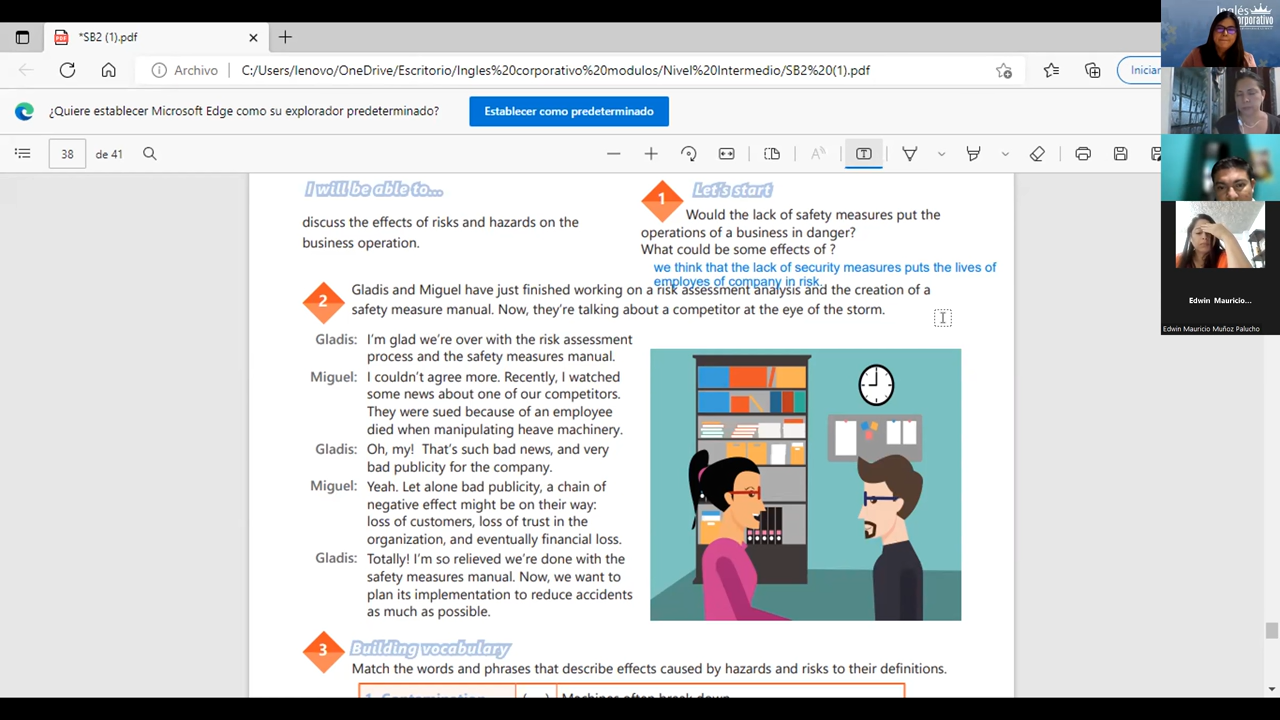 *SB2 (1).pdf
Archivo
C:/Users/lenovo/OneDrive/Escritorio/Ingles%20corporativo%20modulos/Nivel%20Intermedio/SB2%20(1).pdf
Iniciar
¿Quiere establecer Microsoft Edge como su explorador predeterminado?
Establecer como predeterminado
38
de 41
Inglés
I will be able to...
discuss the effects of risks and hazards on the
business operation.
1
Let's start
Would the lack of safety measures put the
operations of a business in danger?
What could be some effects of ?
we think that the lack of security measures puts the lives of
employes of company in risk.
2
Gladis and Miguel have just finished working on a risk assessment analysis and the creation of a
safety measure manual. Now, they're talking about a competitor at the eye of the storm.
Gladis: I'm glad we're over with the risk assessment
process and the safety measures manual.
Miguel: I couldn't agree more. Recently, I watched
some news about one of our competitors.
They were sued because of an employee
died when manipulating heave machinery.
Gladis: Oh, my! That's such bad news, and very
bad publicity for the company.
Miguel: Yeah. Let alone bad publicity, a chain of
negative effect might be on their way:
loss of customers, loss of trust in the
organization, and eventually financial loss.
Gladis: Totally! I'm so relieved we're done with the
safety measures manual. Now, we want to
plan its implementation to reduce accidents
as much as possible.
3
Building vocabulary
Match the words and phrases that describe effects caused by hazards and risks to their definitions.
1. Contamination
Machines often break down
Edwin Mauricio...
Edwin Mauricio Muñoz Palucho